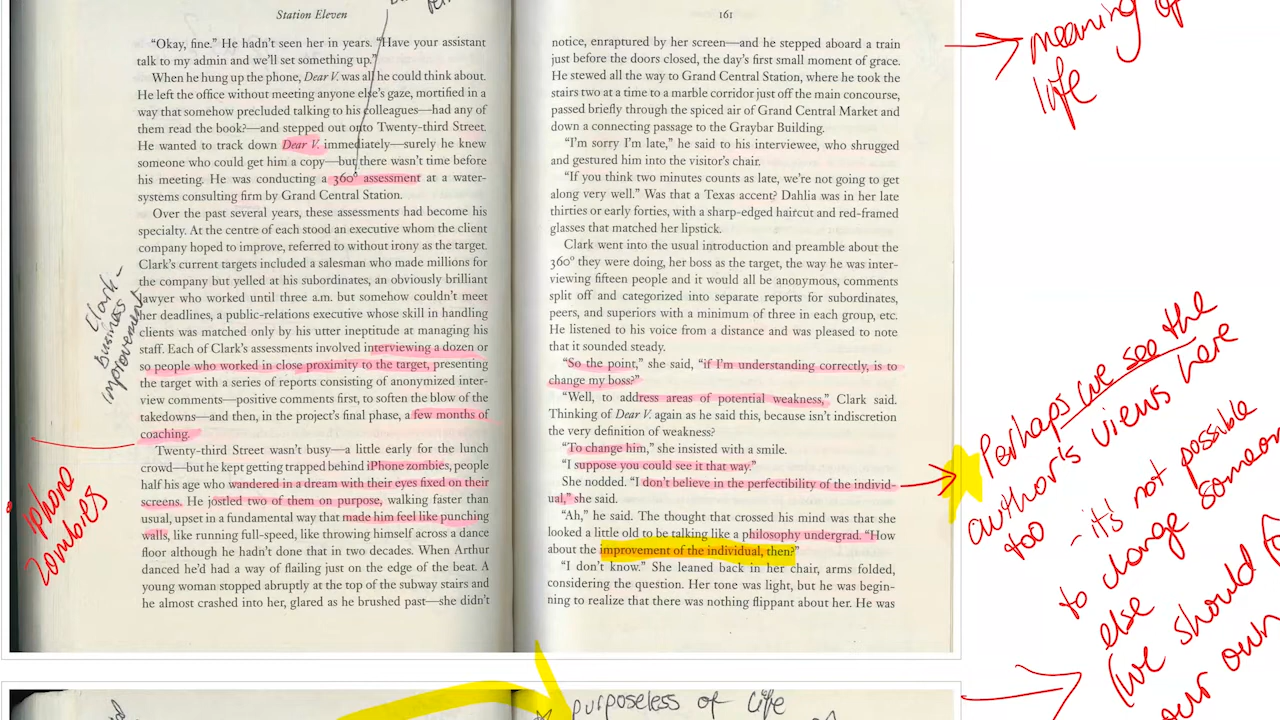 Station Eleven
"Okay, fine." He hadn't seen her in years. "Have your assistant
talk to my admin and we'll set something up."
When he hung up the phone, Dear V. was all he could think about.
He left the office without meeting anyone else's gaze, mortified in a
way that somehow precluded talking to his colleagues—had any of
them read the book?—and stepped out onto Twenty-third Street.
He wanted to track down Dear V. immediately—surely he knew
someone who could get him a copy—but there wasn't time before
his meeting. He was conducting a 360° assessment at a water-
systems consulting firm by Grand Central Station.
Over the past several years, these assessments had become his
specialty. At the centre of each stood an executive whom the client
company hoped to improve, referred to without irony as the target.
Clark's current targets included a salesman who made millions for
the company but yelled at his subordinates, an obviously brilliant
lawyer who worked until three a.m. but somehow couldn't meet
her deadlines, a public-relations executive whose skill in handling
clients was matched only by his utter ineptitude at managing his
staff. Each of Clark's assessments involved interviewing a dozen or
so people who worked in close proximity to the target, presenting
the target with a series of reports consisting of anonymized inter-
view comments—positive comments first, to soften the blow of the
takedowns—and then, in the project's final phase, a few months of
coaching.
Twenty-third Street wasn't busy—a little early for the lunch
crowd—but he kept getting trapped behind iPhone zombies, people
half his age who wandered in a dream with their eyes fixed on their
screens. He jostled two of them on purpose, walking faster than
usual, upset in a fundamental way that made him feel like punching
walls, like running full-speed, like throwing himself across a dance
floor although he hadn't done that in two decades. When Arthur
danced he'd had a way of flailing just on the edge of the beat. A
young woman stopped abruptly at the top of the subway stairs and
he almost crashed into her, glared as he brushed past—she didn't
Clark –
Business
Improvement
iphone
zombies
161
notice, enraptured by her screen—and he stepped aboard a train
just before the doors closed, the day's first small moment of grace.
He stewed all the way to Grand Central Station, where he took the
stairs two at a time to a marble corridor just off the main concourse,
passed briefly through the spiced air of Grand Central Market and
down a connecting passage to the Graybar Building.
"I'm sorry I'm late," he said to his interviewee, who shrugged
and gestured him into the visitor's chair.
"If you think two minutes counts as late, we're not going to get
along very well." Was that a Texas accent? Dahlia was in her late
thirties or early forties, with a sharp-edged haircut and red-framed
glasses that matched her lipstick.
Clark went into the usual introduction and preamble about the
360° they were doing, her boss as the target, the way he was inter-
viewing fifteen people and it would all be anonymous, comments
split off and categorized into separate reports for subordinates,
peers, and superiors with a minimum of three in each group, etc.
He listened to his voice from a distance and was pleased to note
that it sounded steady.
"So the point," she said, "if I'm understanding correctly, is to
change my boss?"
"Well, to address areas of potential weakness," Clark said.
Thinking of Dear V. again as he said this, because isn't indiscretion
the very definition of weakness?
"To change him," she insisted with a smile.
"I suppose you could see it that way."
She nodded. "I don't believe in the perfectibility of the individ-
ual," she said.
"Ah," he said. The thought that crossed his mind was that she
looked a little old to be talking like a philosophy undergrad. "How
about the improvement of the individual, then?"
"I don't know." She leaned back in her chair, arms folded,
considering the question. Her tone was light, but he was begin-
ning to realize that there was nothing flippant about her. He was
meaning of
life
Perhaps we see the
author's views here
too
- it's not possible
to change someon
else
(we should
our own
purposeless of life